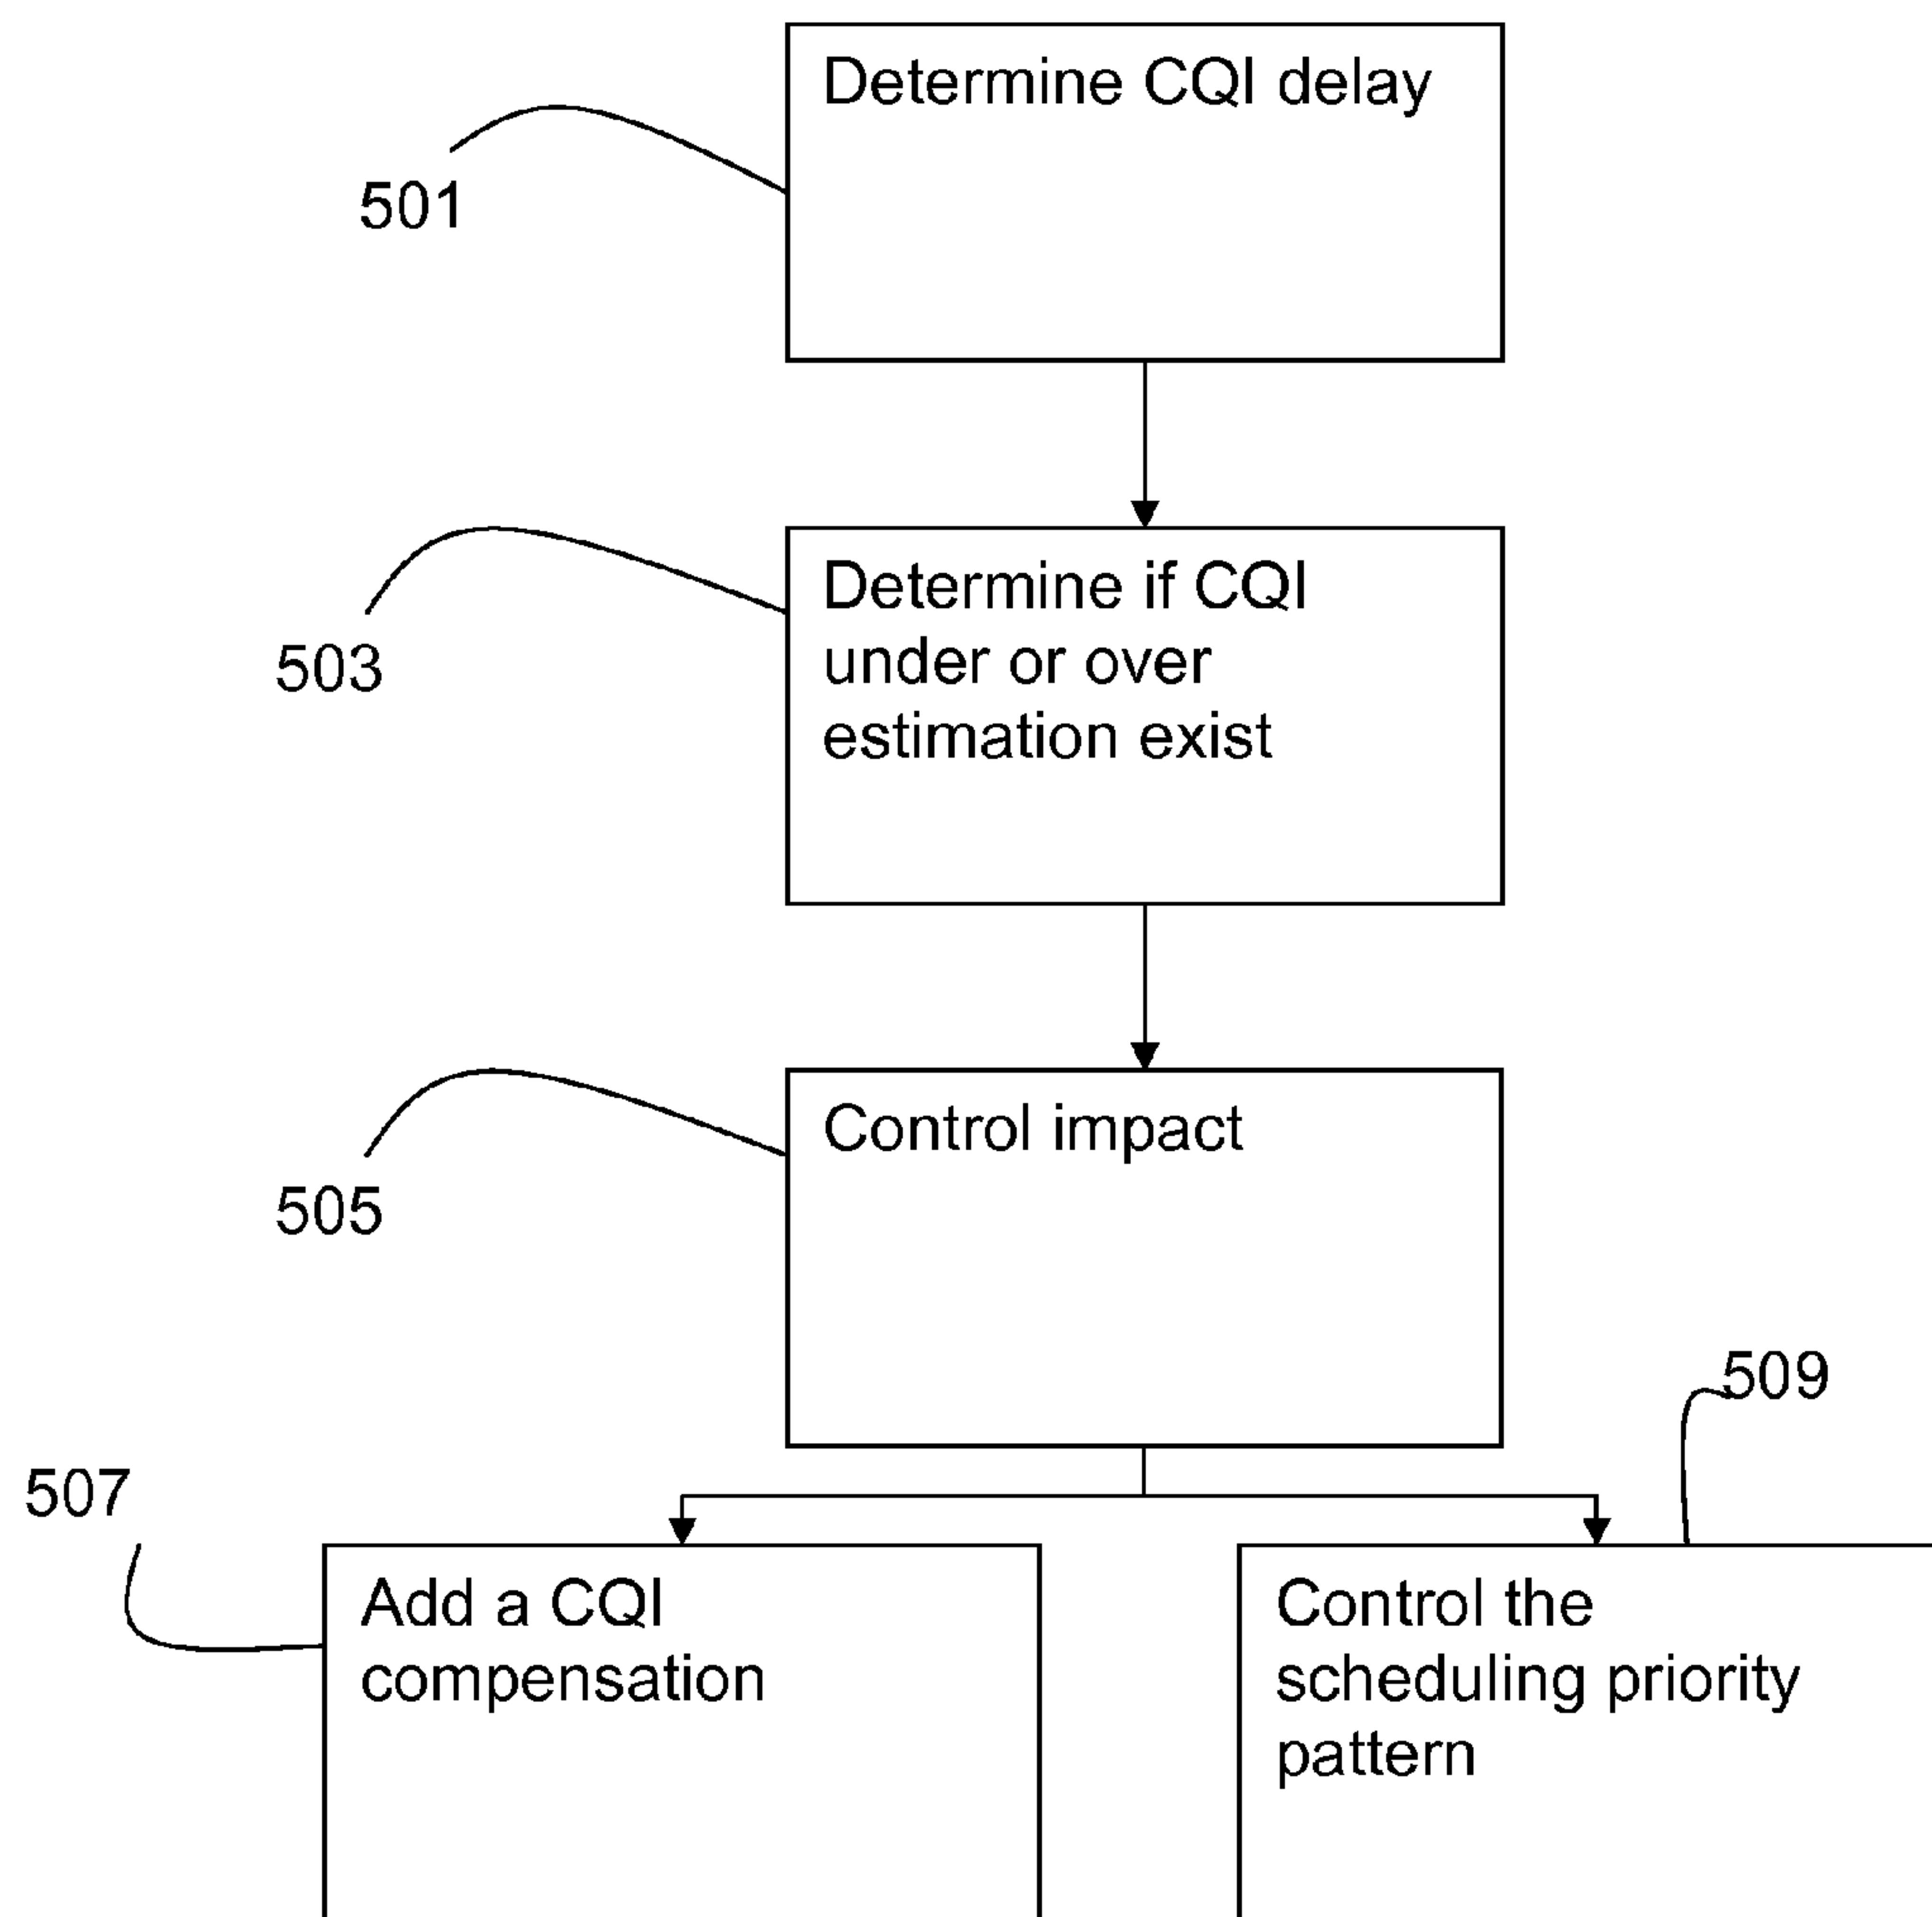 Determine CQI delay
501
Determine if CQI
under or over
estimation exist
503
Control impact
505
509
507
Add a CQI
compensation
Control the
scheduling priority
pattern